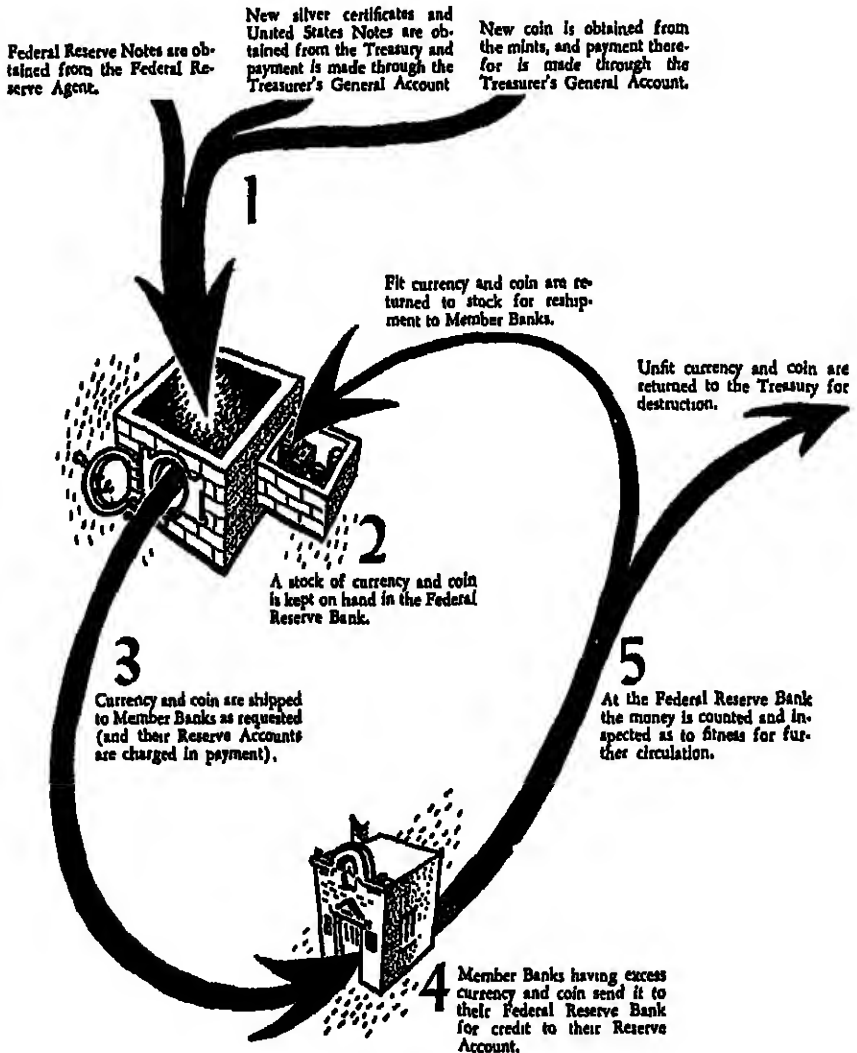 Federal Reserve Notes are ob-
tained from the Federal Re-
serve Agent.
New silver certificates and
United States Notes are ob-
tained from the Treasury and
payment is made through the
Treasurer's General Account
New coin is obtained from
the mints, and payment there-
for is made through the
Treasurer's General Account.
1
Fit currency and coin are re-
turned to stock for reship-
ment to Member Banks.
Unfit currency and coin are
returned to the Treasury for
destruction.
2
A stock of currency and coin
is kept on hand in the Federal
Reserve Bank.
3
Currency and coin are shipped
to Member Banks as requested
(and their Reserve Accounts
are charged in payment).
5
At the Federal Reserve Bank
the money is counted and in-
spected as to fitness for fur-
ther circulation.
4
Member Banks having excess
currency and coin send it to
their Federal Reserve Bank
for credit to their Reserve
Account.